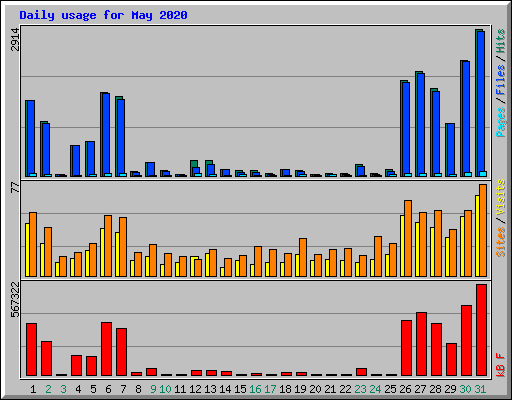 Daily usage for May 2020
2914
Pages / Files / Hits
77
Sites / Visits
567322
kB F
1 2 3 4 5 6 7 8 9 10 11 12 13 14 15 16 17 18 19 20 21 22 23 24 25 26 27 28 29 30 31